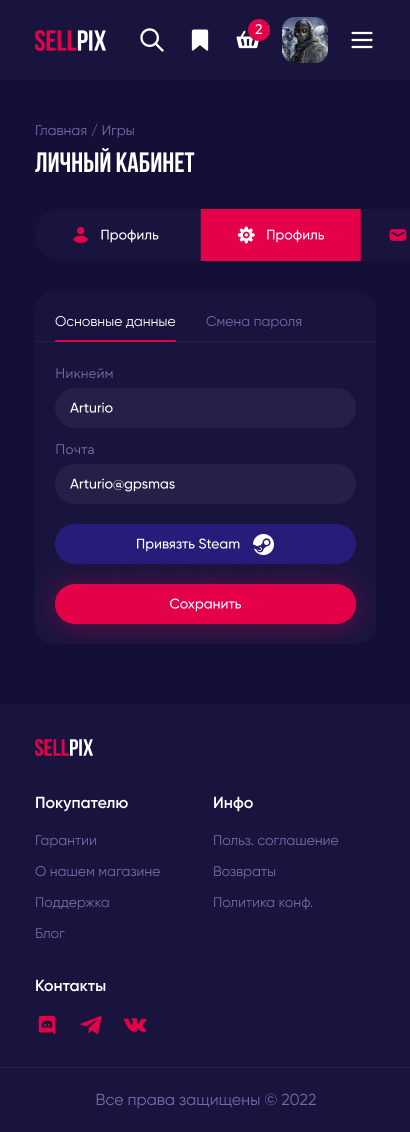 SELLPIX
2
Главная / Игры
ЛИЧНЫЙ КАБИНЕТ
Профиль
Профиль
Основные данные
Смена пароля
Никнейм
Arturio
Почта
Arturio@gpsmas
Привязть Steam
Сохранить
SELLPIX
Покупателю
Гарантии
О нашем магазине
Поддержка
Блог
Инфо
Польз. соглашение
Возвраты
Политика конф.
Контакты
Все права защищены © 2022